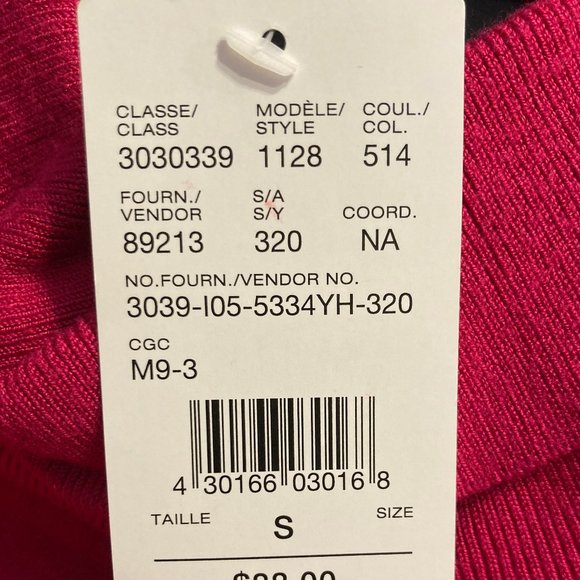 CLASSE/ MODÈLE/ COUL./
CLASS STYLE COL.
3030339 1128 514
FOURN./ S/A
VENDOR S/Y COORD.
89213 320 NA
NO.FOURN./VENDOR NO.
3039-I05-5334YH-320
CGC
M9-3
4 30166 03016 8
TAILLE S SIZE